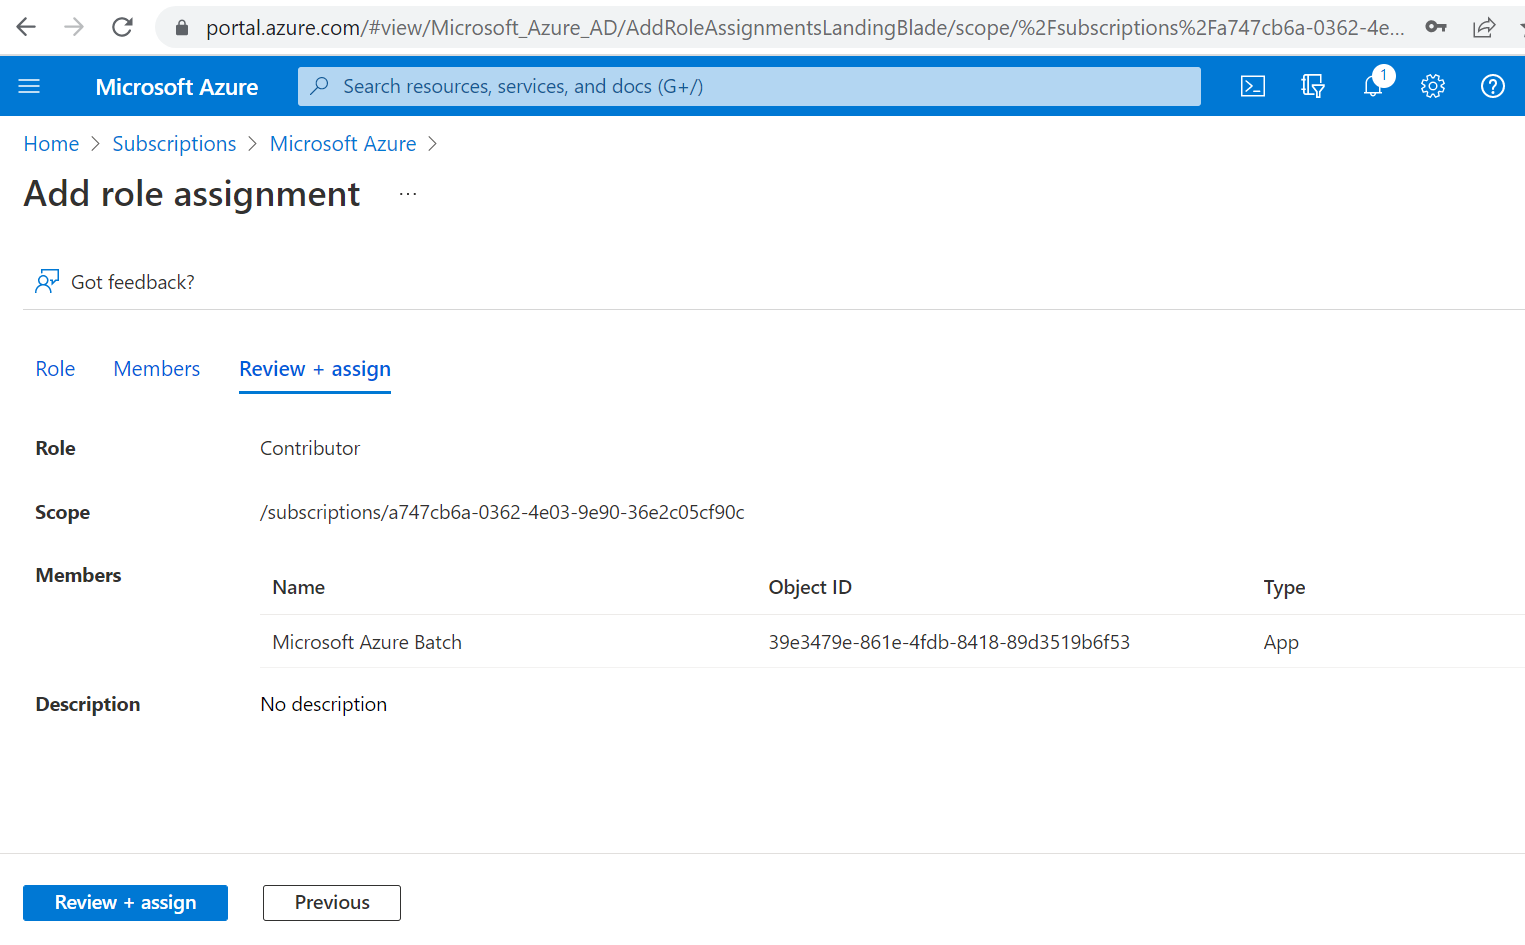 portal.azure.com/#view/Microsoft_Azure_AD/AddRoleAssignmentsLandingBlade/scope/%2Fsubscriptions%2Fa747cb6a-0362-4e...
Microsoft Azure
Search resources, services, and docs (G+/)
1
Home > Subscriptions > Microsoft Azure >
Add role assignment ...
Got feedback?
Role Members Review + assign
Role Contributor
Scope /subscriptions/a747cb6a-0362-4e03-9e90-36e2c05cf90c
Members
Name Object ID Type
Microsoft Azure Batch 39e3479e-861e-4fdb-8418-89d3519b6f53 App
Description No description
Review + assign Previous